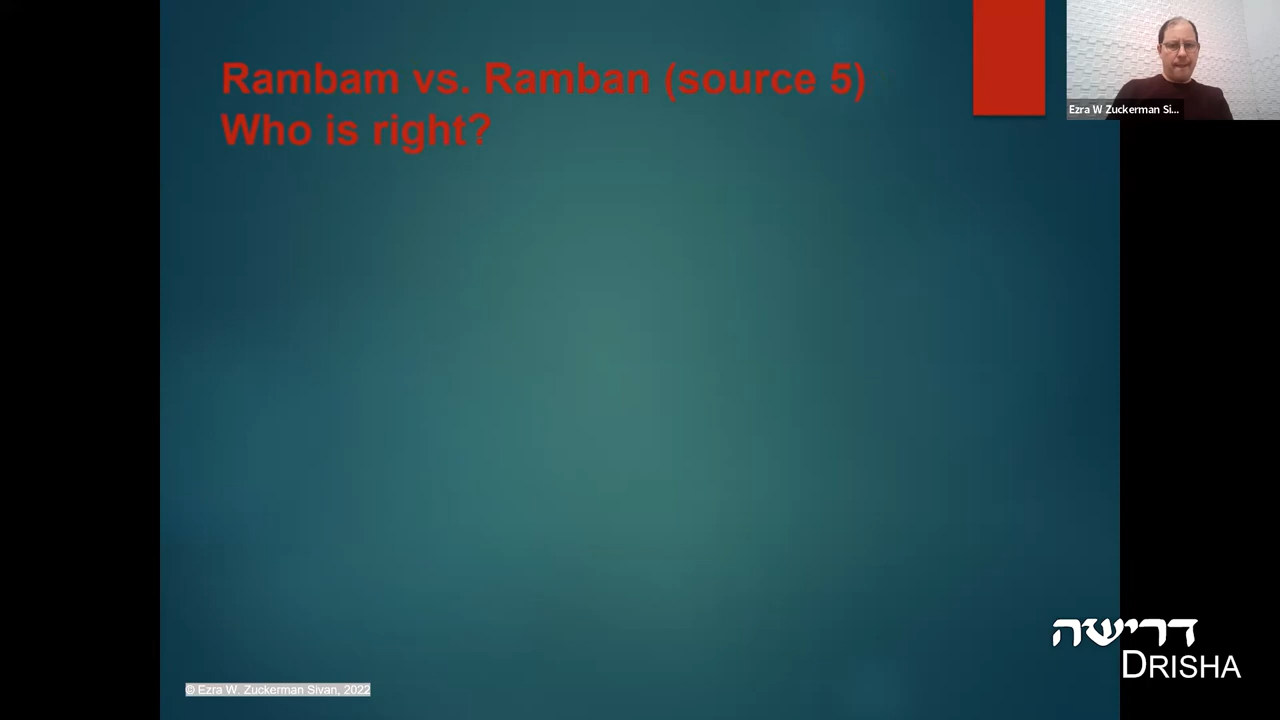 Rambam vs. Ramban (source 5)
Who is right?
Ezra W Zuckerman Si...
דרישה
DRISHA
© Ezra W. Zuckerman Sivan, 2022